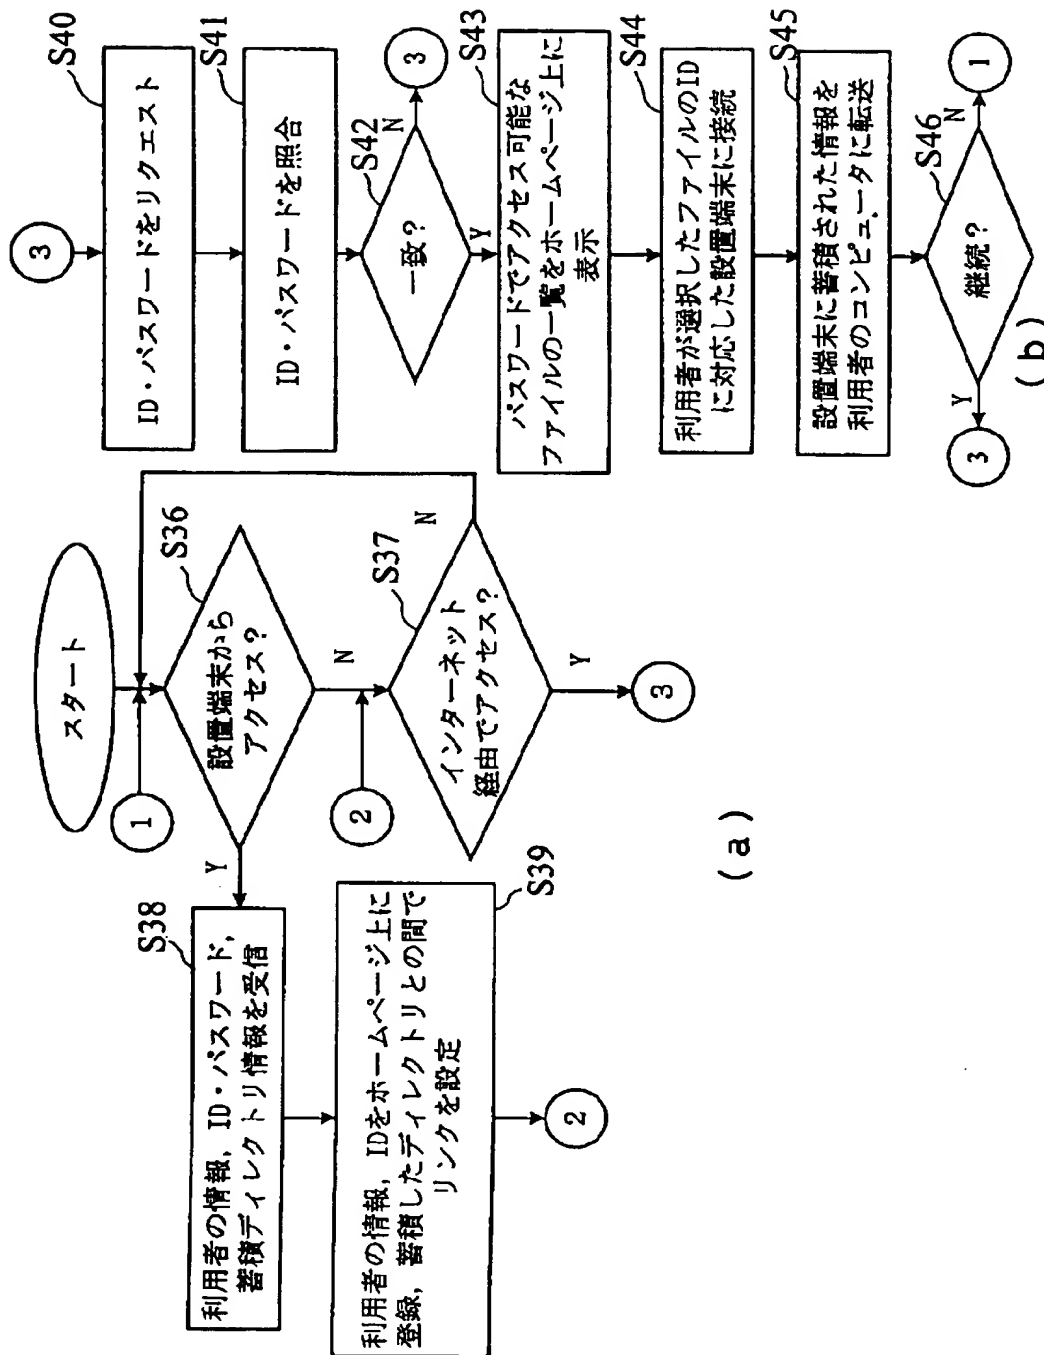 スタート
1
設置端末から
アクセス?
S36
Y
N
2
インターネット
経由でアクセス?
S37
N
Y
3
S38
利用者の情報, ID・パスワード,
蓄積ディレクトリ情報を受信
S39
利用者の情報, IDをホームページ上に
登録, 蓄積したディレクトリとの間で
リンクを設定
2
(a)
3
S40
ID・パスワードをリクエスト
S41
ID・パスワードを照合
S42
一致?
N
3
Y
S43
パスワードでアクセス可能な
ファイルの一覧をホームページ上に
表示
S44
利用者が選択したファイルのID
に対応した設置端末に接続
S45
設置端末に蓄積された情報を
利用者のコンピュータに転送
S46
継続?
N
1
Y
3
(b)